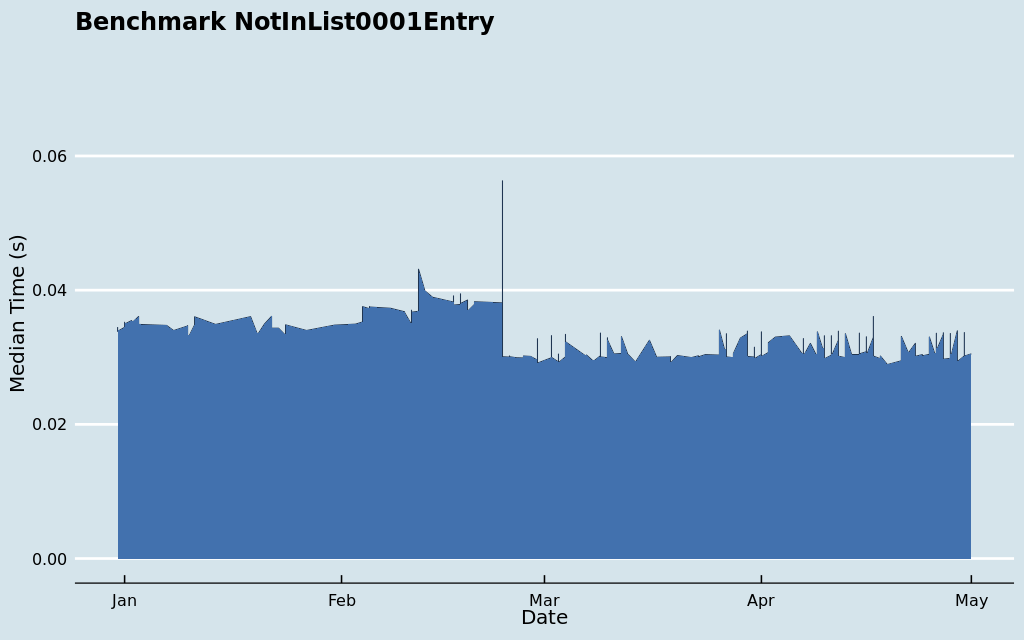 Benchmark NotInList0001Entry
Median Time (s)
0.06
0.04
0.02
0.00
Jan Feb Mar Apr May
Date